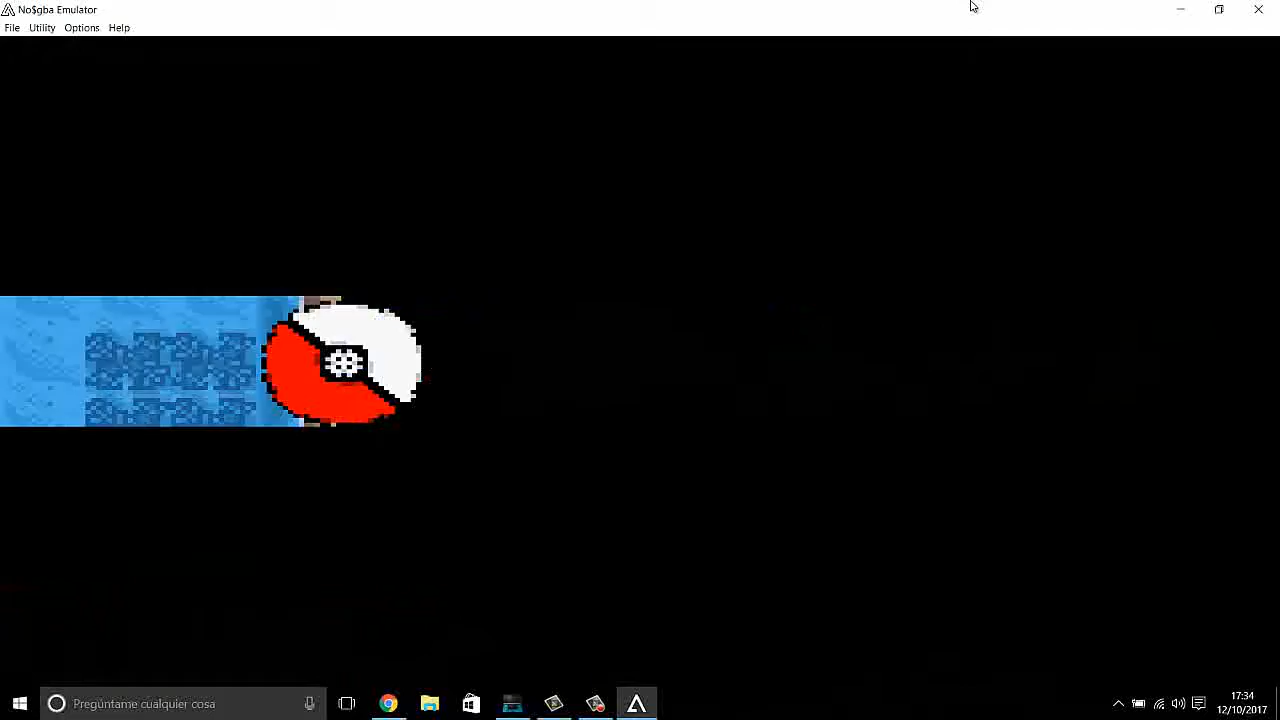 No$gba Emulator
File Utility Options Help
Pregúntame cualquier cosa
17:34
12/10/2017